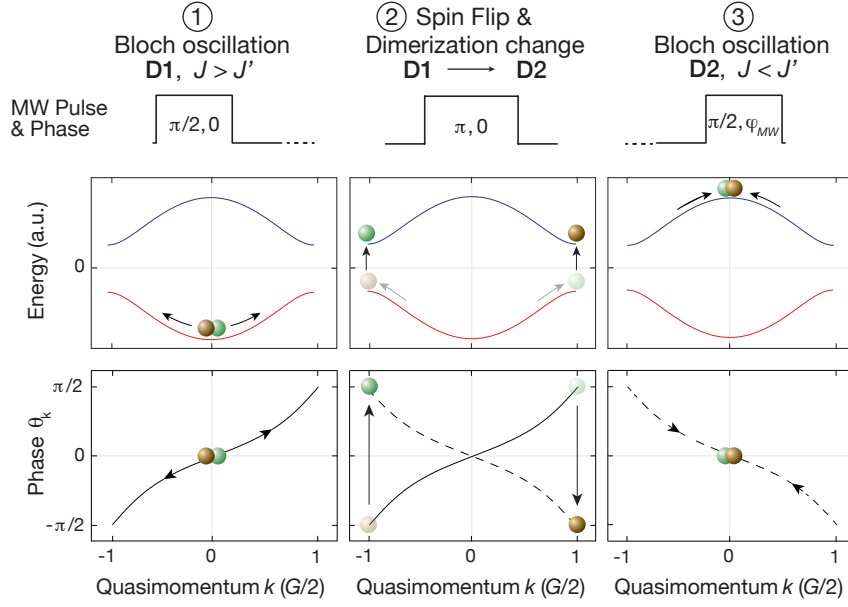 ① ② Spin Flip & ③
Bloch oscillation Dimerization change Bloch oscillation
D1, J > J' D1 → D2 D2, J < J'
MW Pulse
& Phase
π/2, 0 π, 0 π/2, φMW
Energy (a.u.)
0
Phase θk
π/2
0
-π/2
-1 0 1 -1 0 1 -1 0 1
Quasimomentum k (G/2) Quasimomentum k (G/2) Quasimomentum k (G/2)